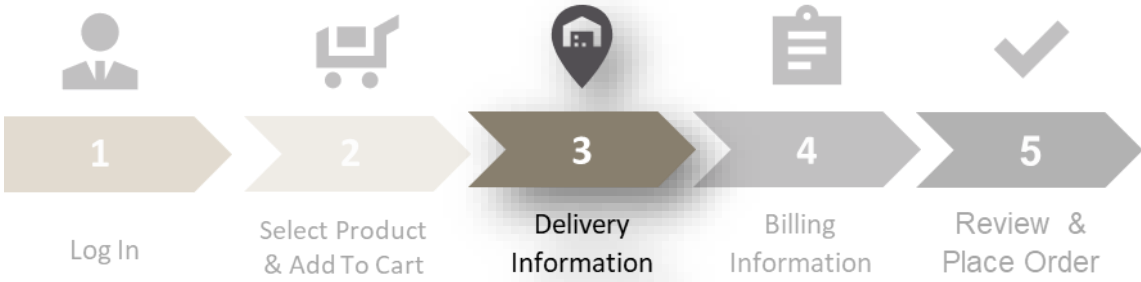 1
2
3
4
5
Log In
Select Product
& Add To Cart
Delivery
Information
Billing
Information
Review &
Place Order